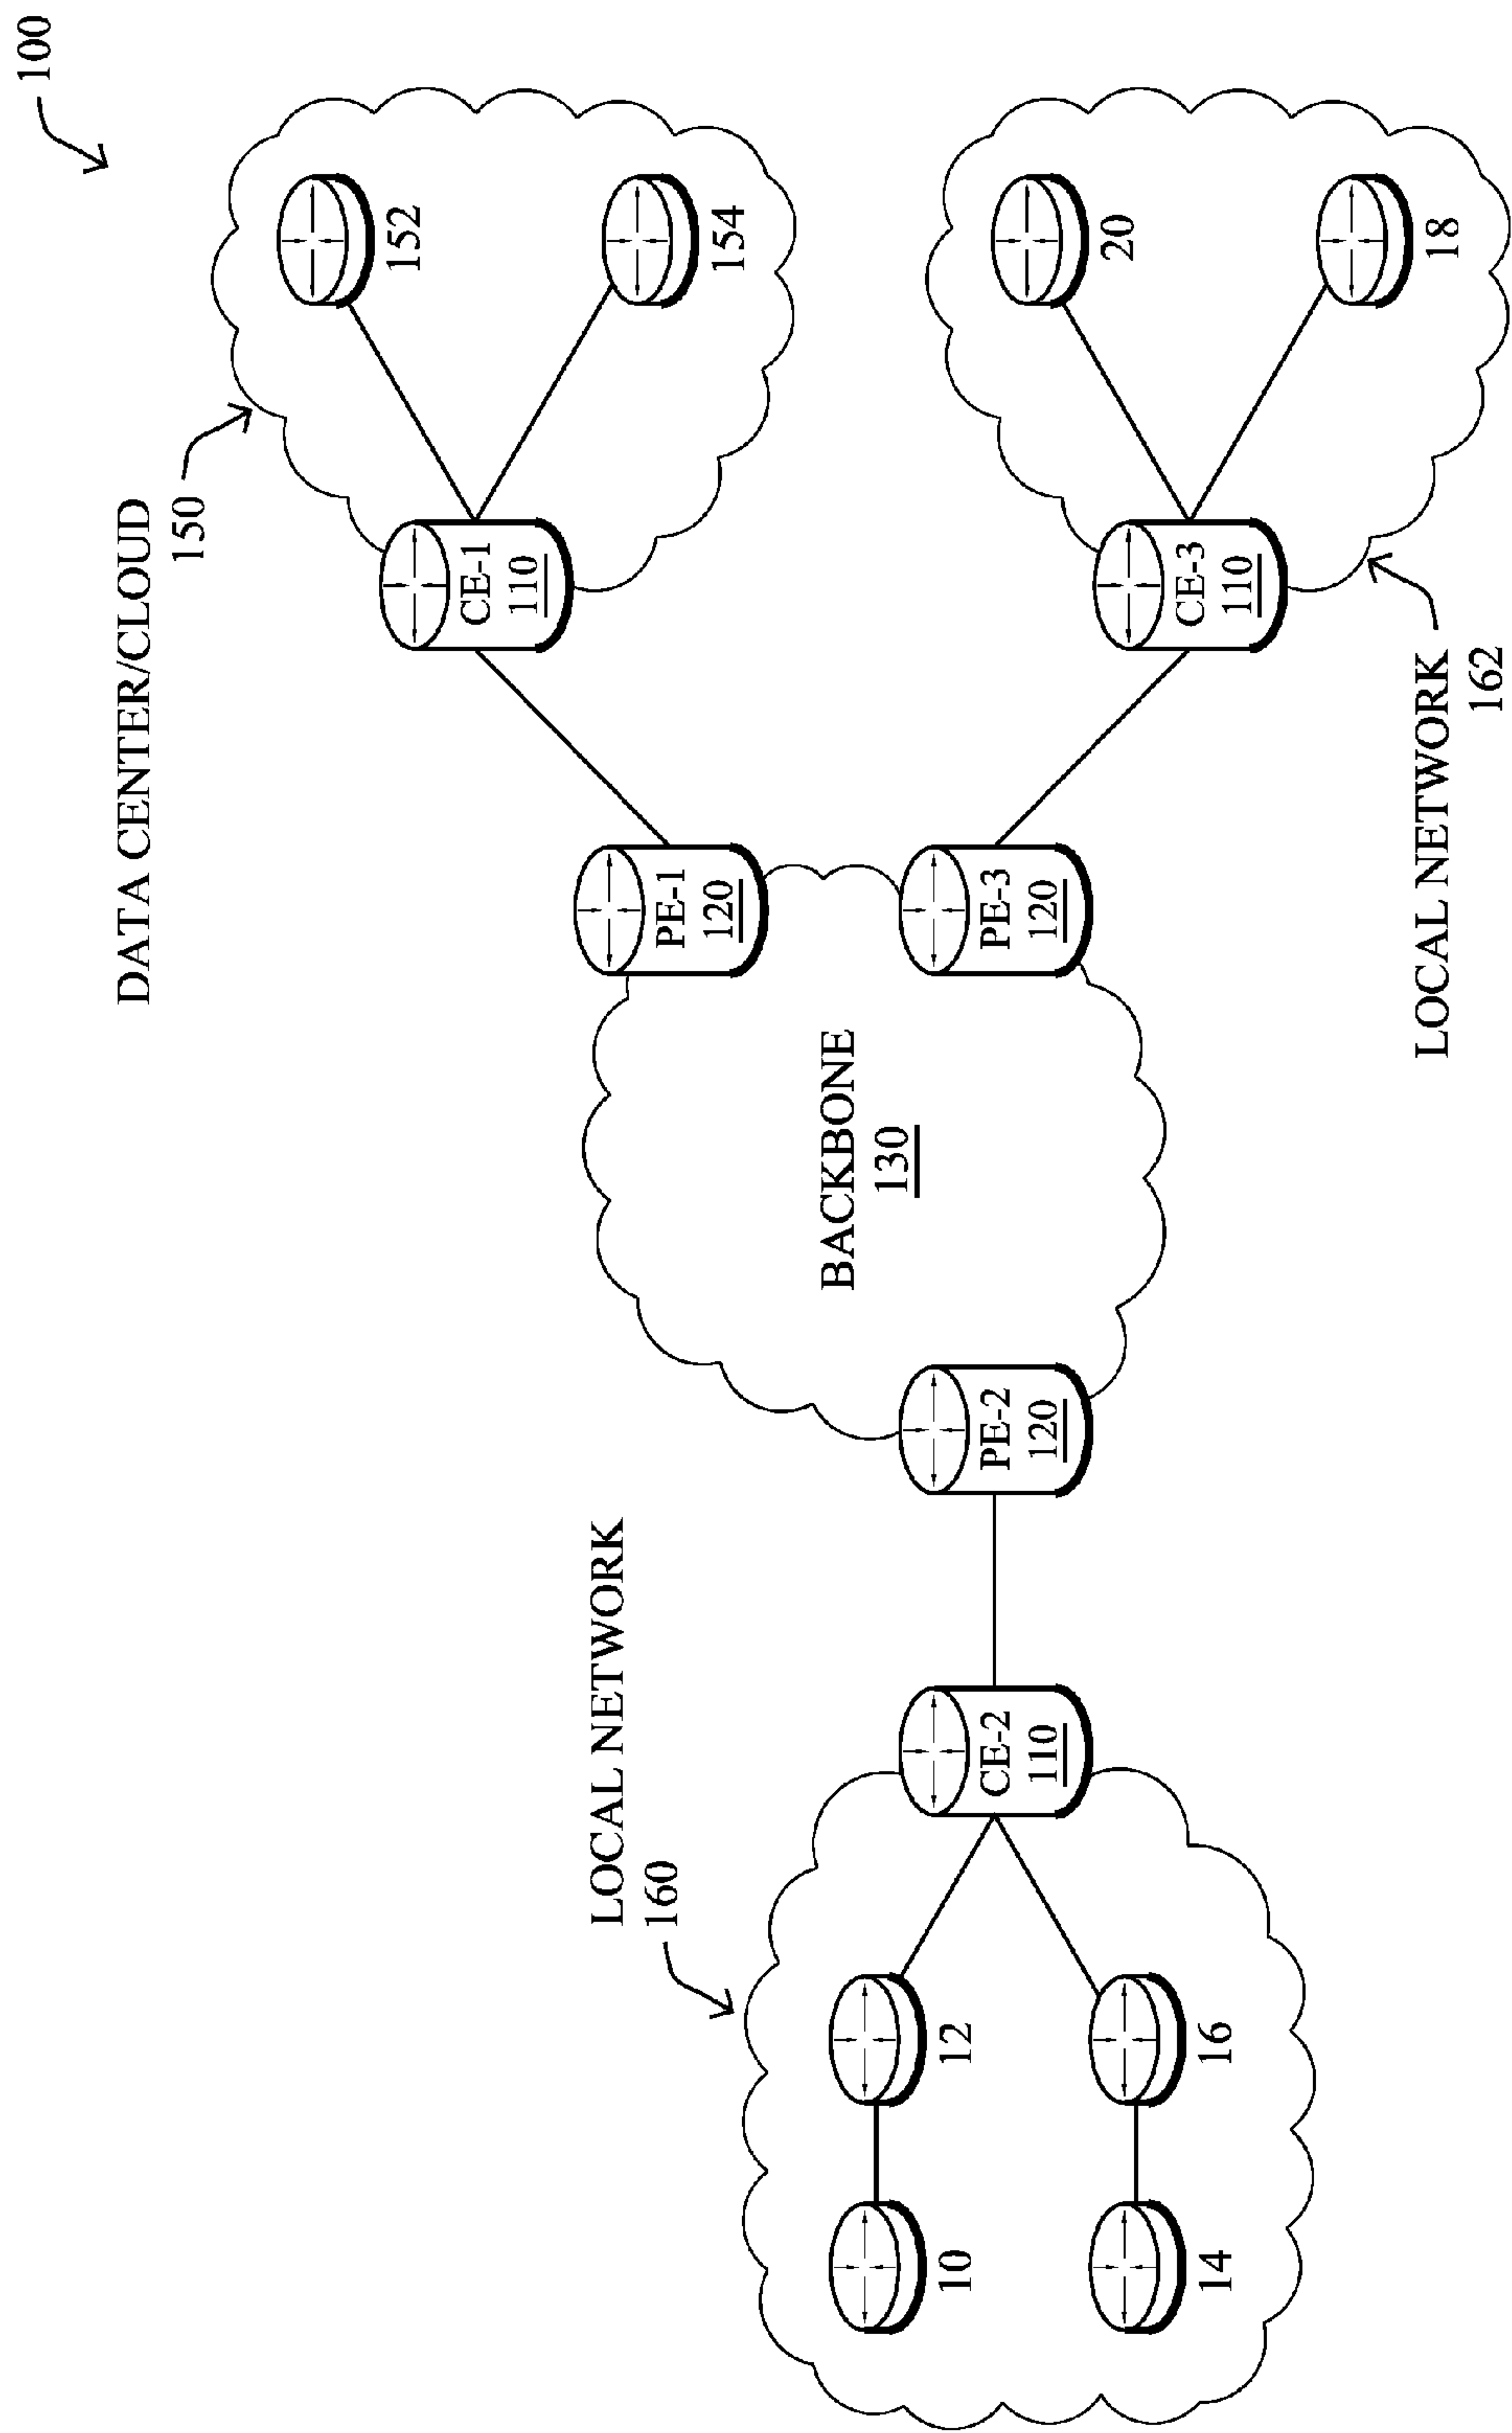 100
DATA CENTER/CLOUD
150
152
CE-1
110
154
LOCAL NETWORK
160
PE-1
120
BACKBONE
130
10
12
CE-2
110
PE-2
120
PE-3
120
14
16
20
CE-3
110
18
LOCAL NETWORK
162